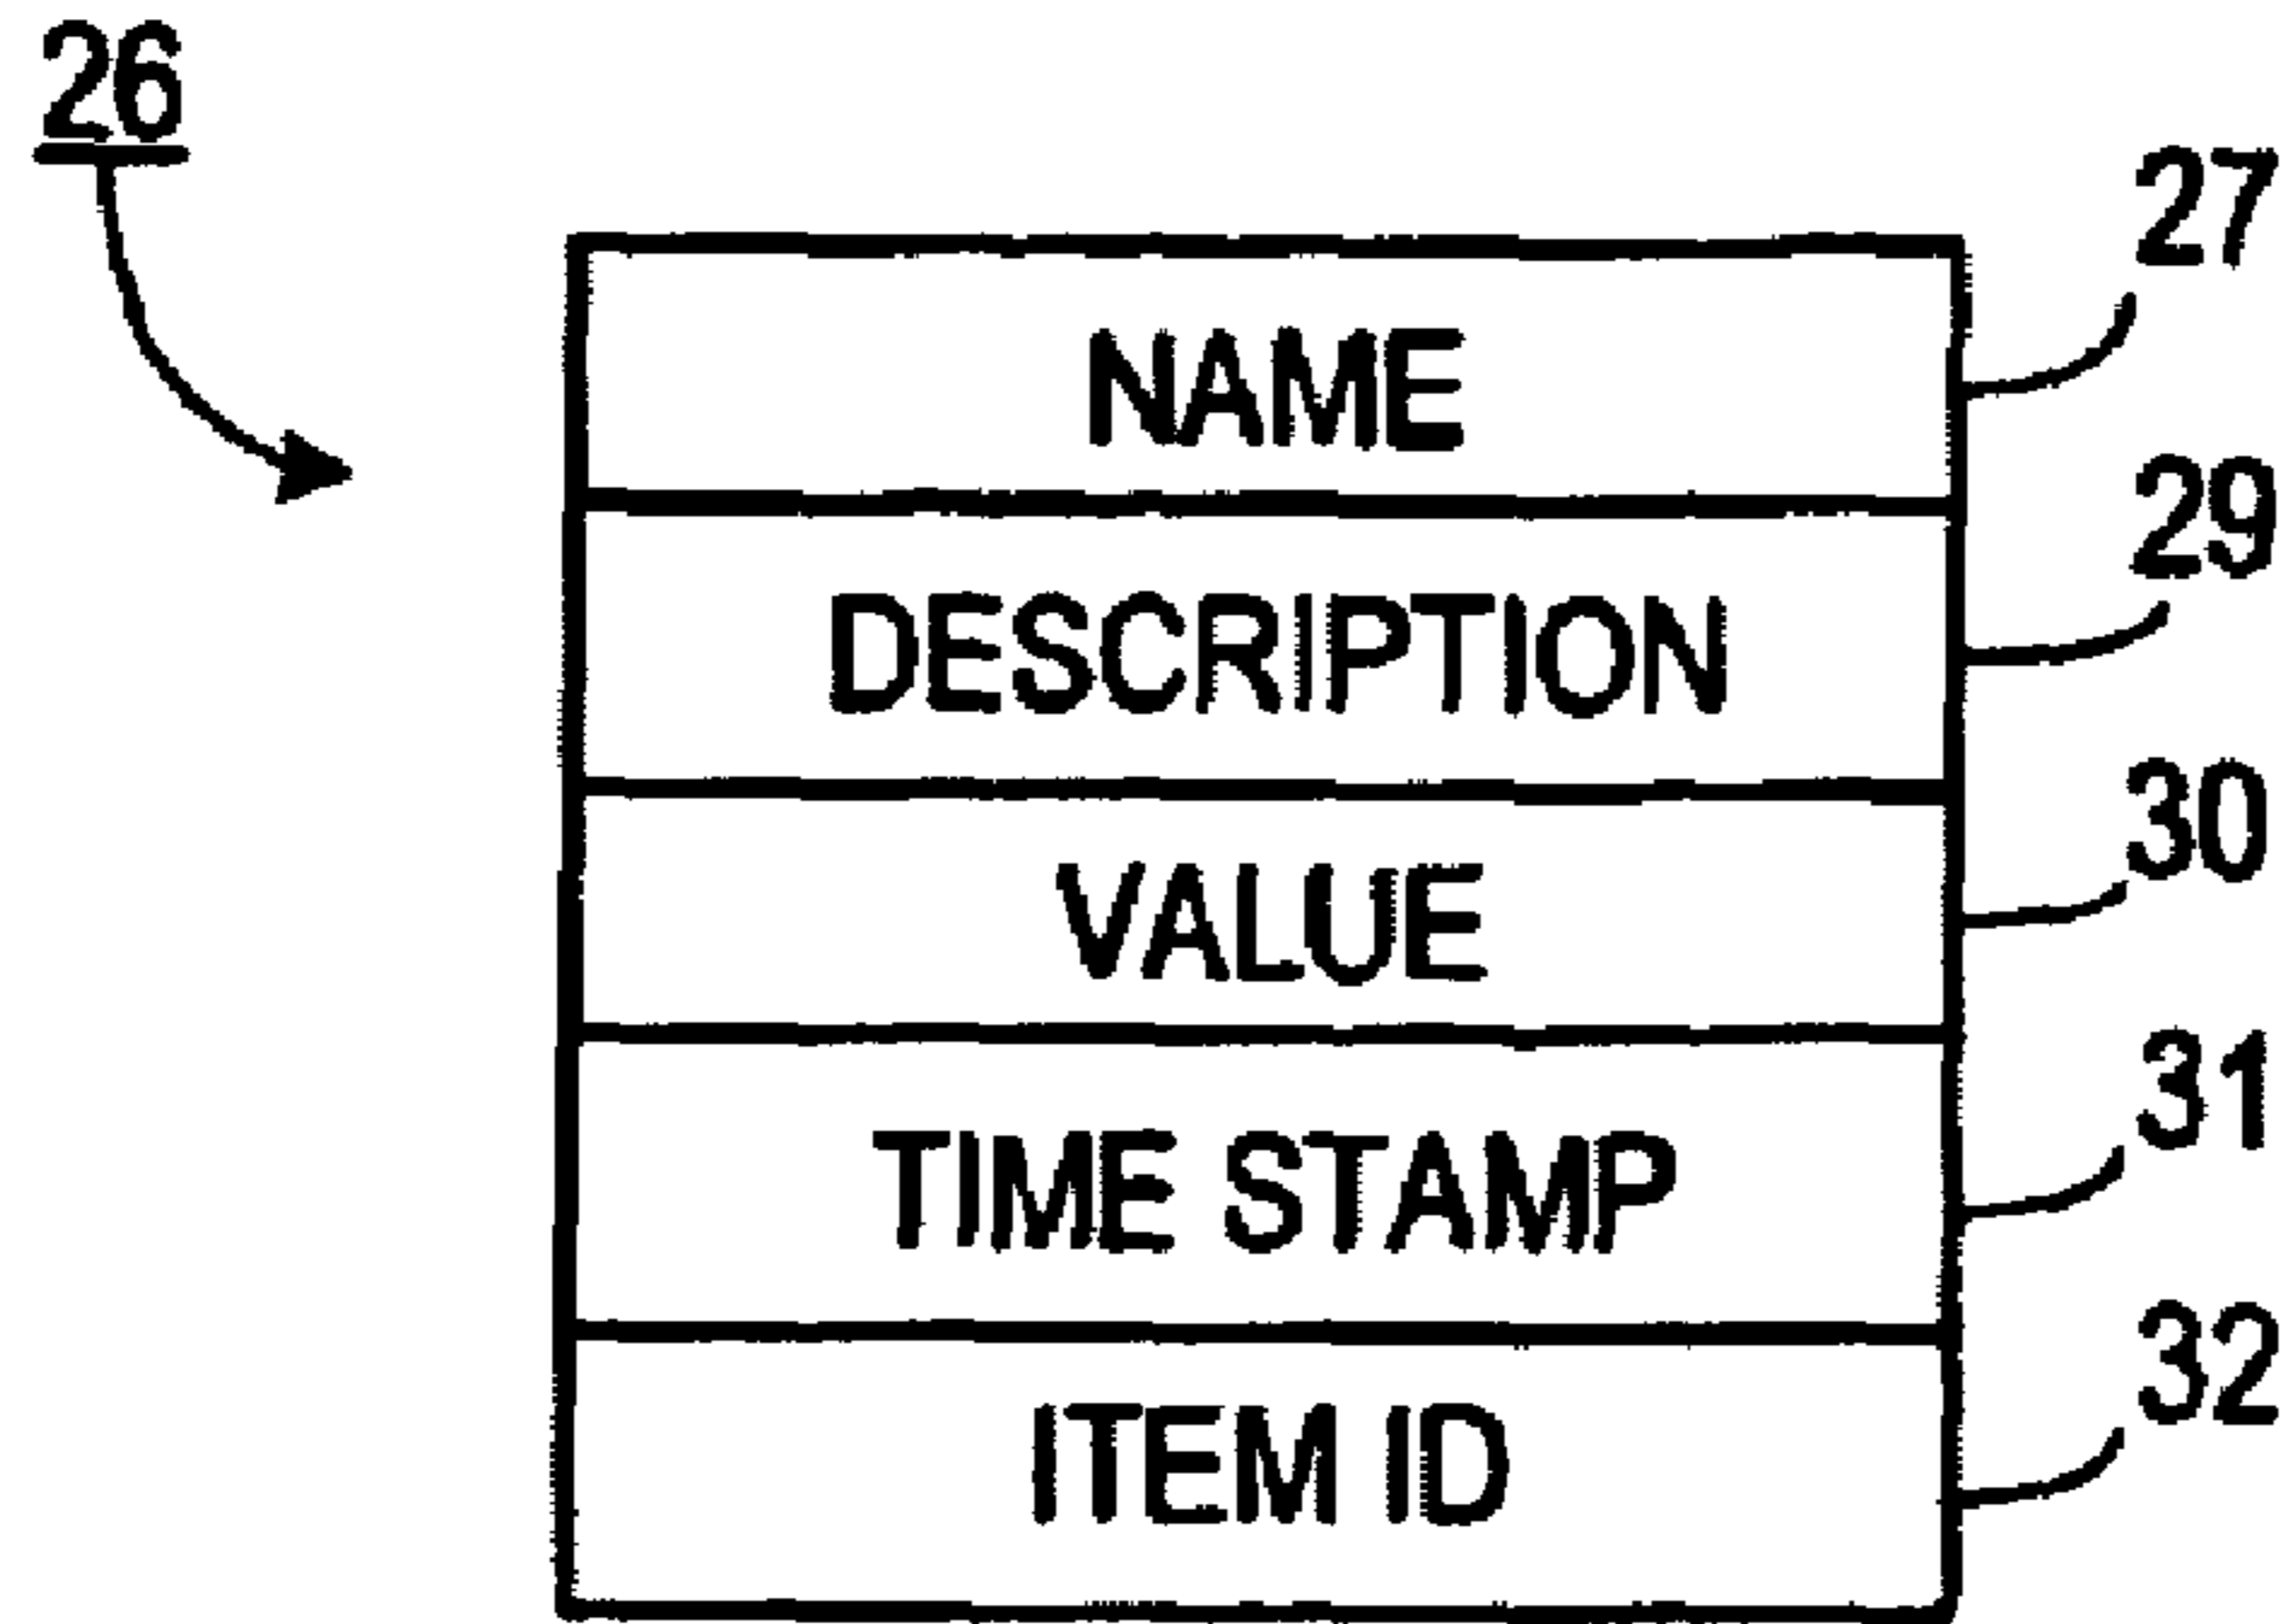 26
27
NAME
29
DESCRIPTION
30
VALUE
31
TIME STAMP
32
ITEM ID